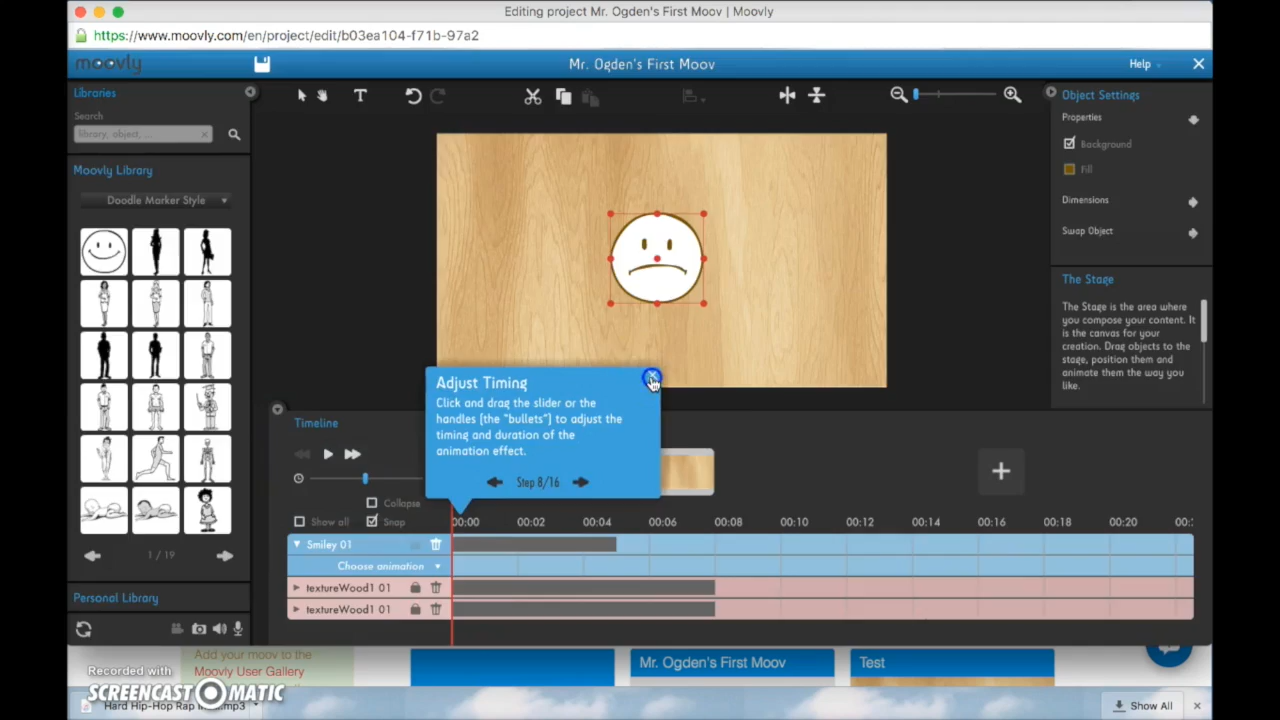 Editing project Mr. Ogden's First Moov | Moovly
https://www.moovly.com/en/project/edit/b03ea104-f71b-97a2
moovly
Mr. Ogden's First Moov
Help
Libraries
Search
library, object, ...
Moovly Library
Doodle Marker Style
1 / 19
Personal Library
T
Object Settings
Properties
Background
Fill
Dimensions
Swap Object
The Stage
The Stage is the area where
you compose your content. It
is the canvas for your
creation. Drag objects to the
stage, position them and
animate them the way you
like.
Adjust Timing
Click and drag the slider or the
handles (the "bullets") to adjust the
timing and duration of the
animation effect.
Step 8/16
Timeline
Collapse
Show all
Snap
00:00 00:02 00:04 00:06 00:08 00:10 00:12 00:14 00:16 00:18 00:20 00:
Smiley 01
Choose animation
textureWood1 01
textureWood1 01
Add your moov to the
Moovly User Gallery
Mr. Ogden's First Moov
Test
Recorded with
SCREENCAST MATIC
Hard Hip-Hop Rap
.mp3
Show All